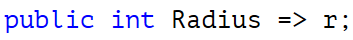 public int Radius => r;